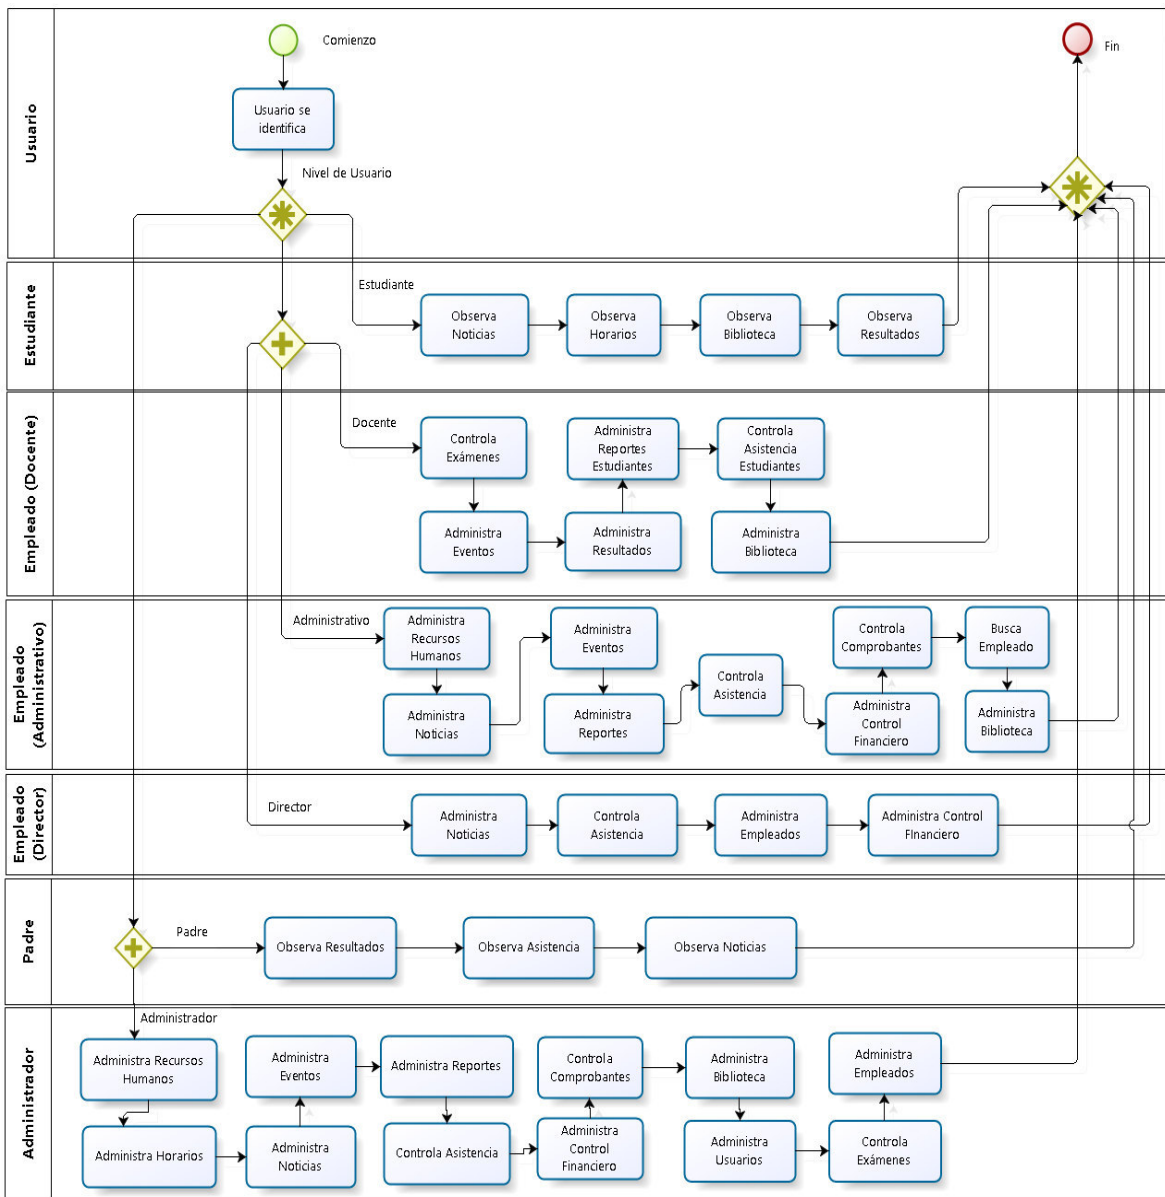 Usuario
Comienzo
Fin
Usuario se
identifica
Nivel de Usuario
Estudiante
Estudiante
Observa
Noticias
Observa
Horarios
Observa
Biblioteca
Observa
Resultados
Empleado (Docente)
Docente
Controla
Exámenes
Administra
Reportes
Estudiantes
Controla
Asistencia
Estudiantes
Administra
Eventos
Administra
Resultados
Administra
Biblioteca
Empleado
(Administrativo)
Administrativo
Administra
Recursos
Humanos
Administra
Eventos
Controla
Comprobantes
Busca
Empleado
Controla
Asistencia
Administra
Noticias
Administra
Reportes
Administra
Control
Financiero
Administra
Biblioteca
Empleado
(Director)
Director
Administra
Noticias
Controla
Asistencia
Administra
Empleados
Administra Control
FInanciero
Padre
Padre
Observa Resultados
Observa Asistencia
Observa Noticias
Administrador
Administrador
Administra Recursos
Humanos
Administra
Eventos
Administra Reportes
Controla
Comprobantes
Administra
Biblioteca
Administra
Empleados
Administra Horarios
Administra
Noticias
Controla Asistencia
Administra
Control
Financiero
Administra
Usuarios
Controla
Exámenes